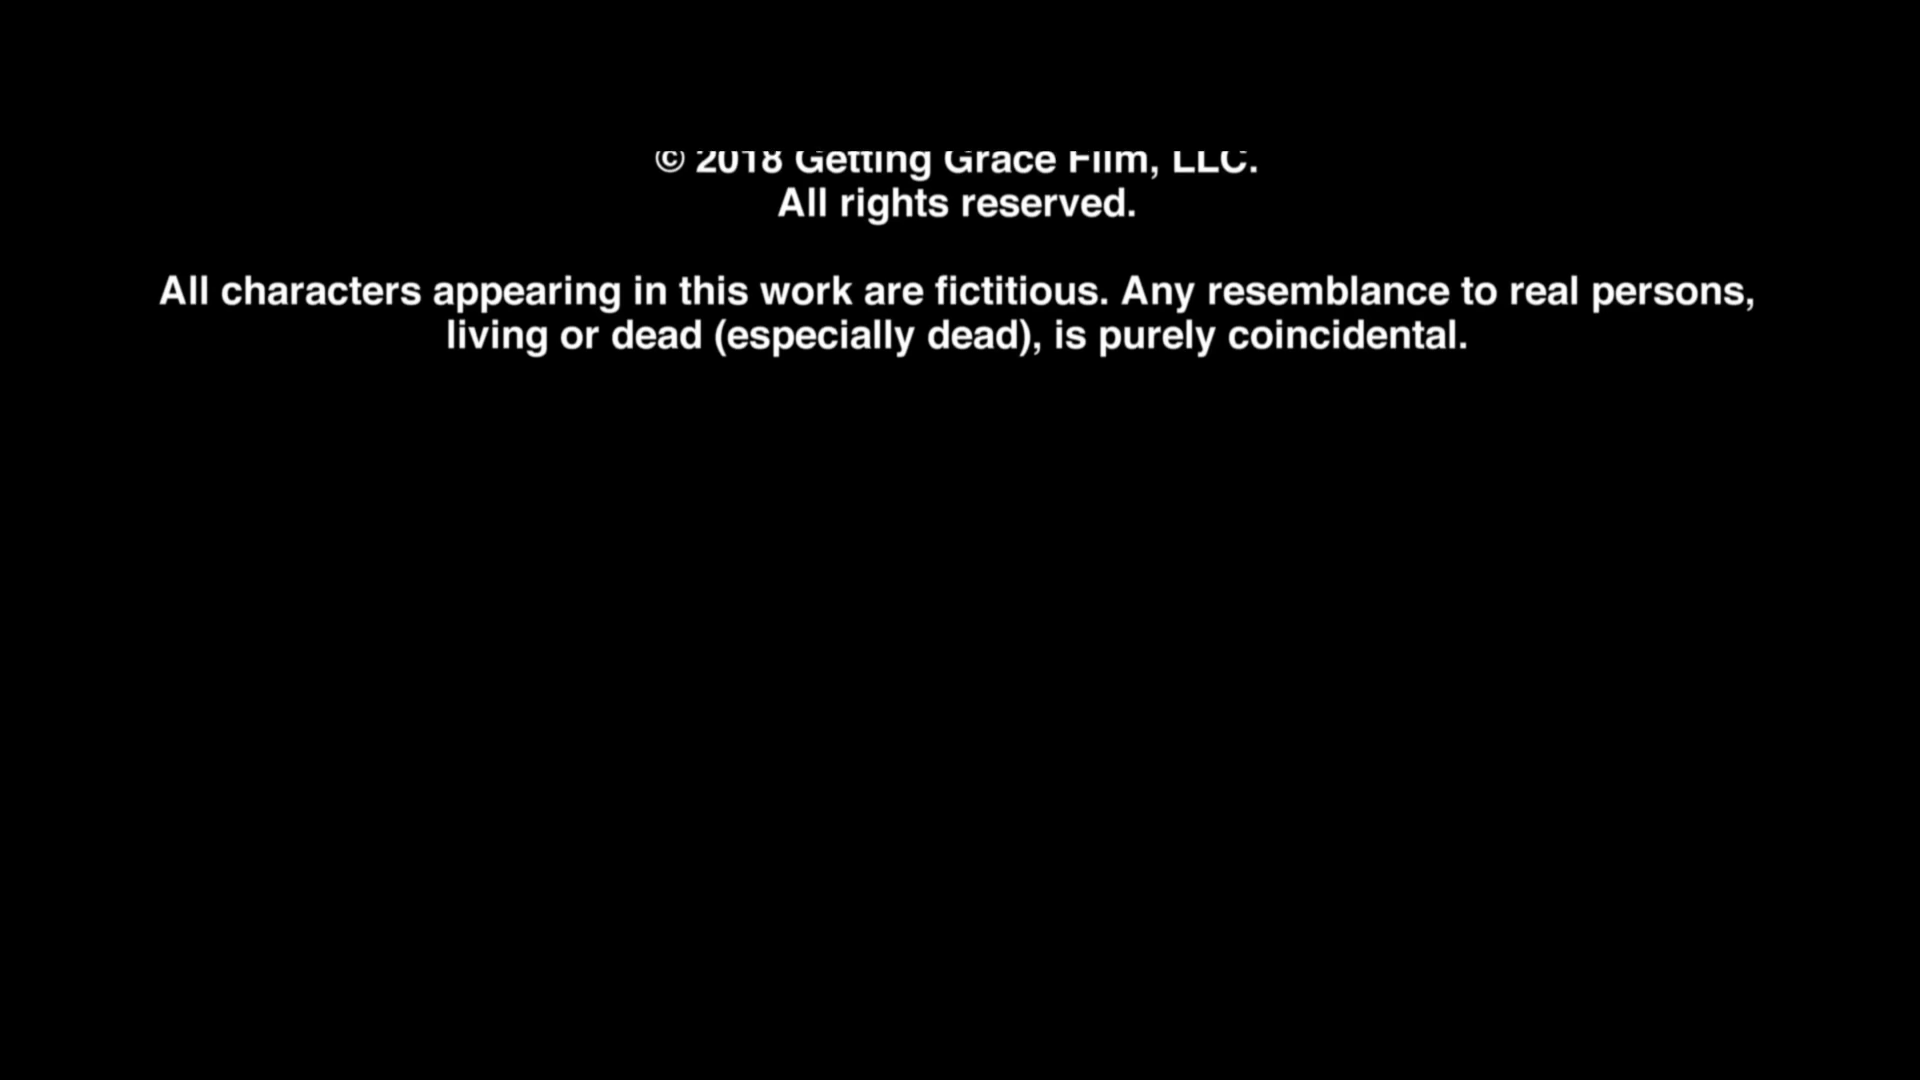 © 2018 Getting Grace Film, LLC.
All rights reserved.
All characters appearing in this work are fictitious. Any resemblance to real persons,
living or dead (especially dead), is purely coincidental.